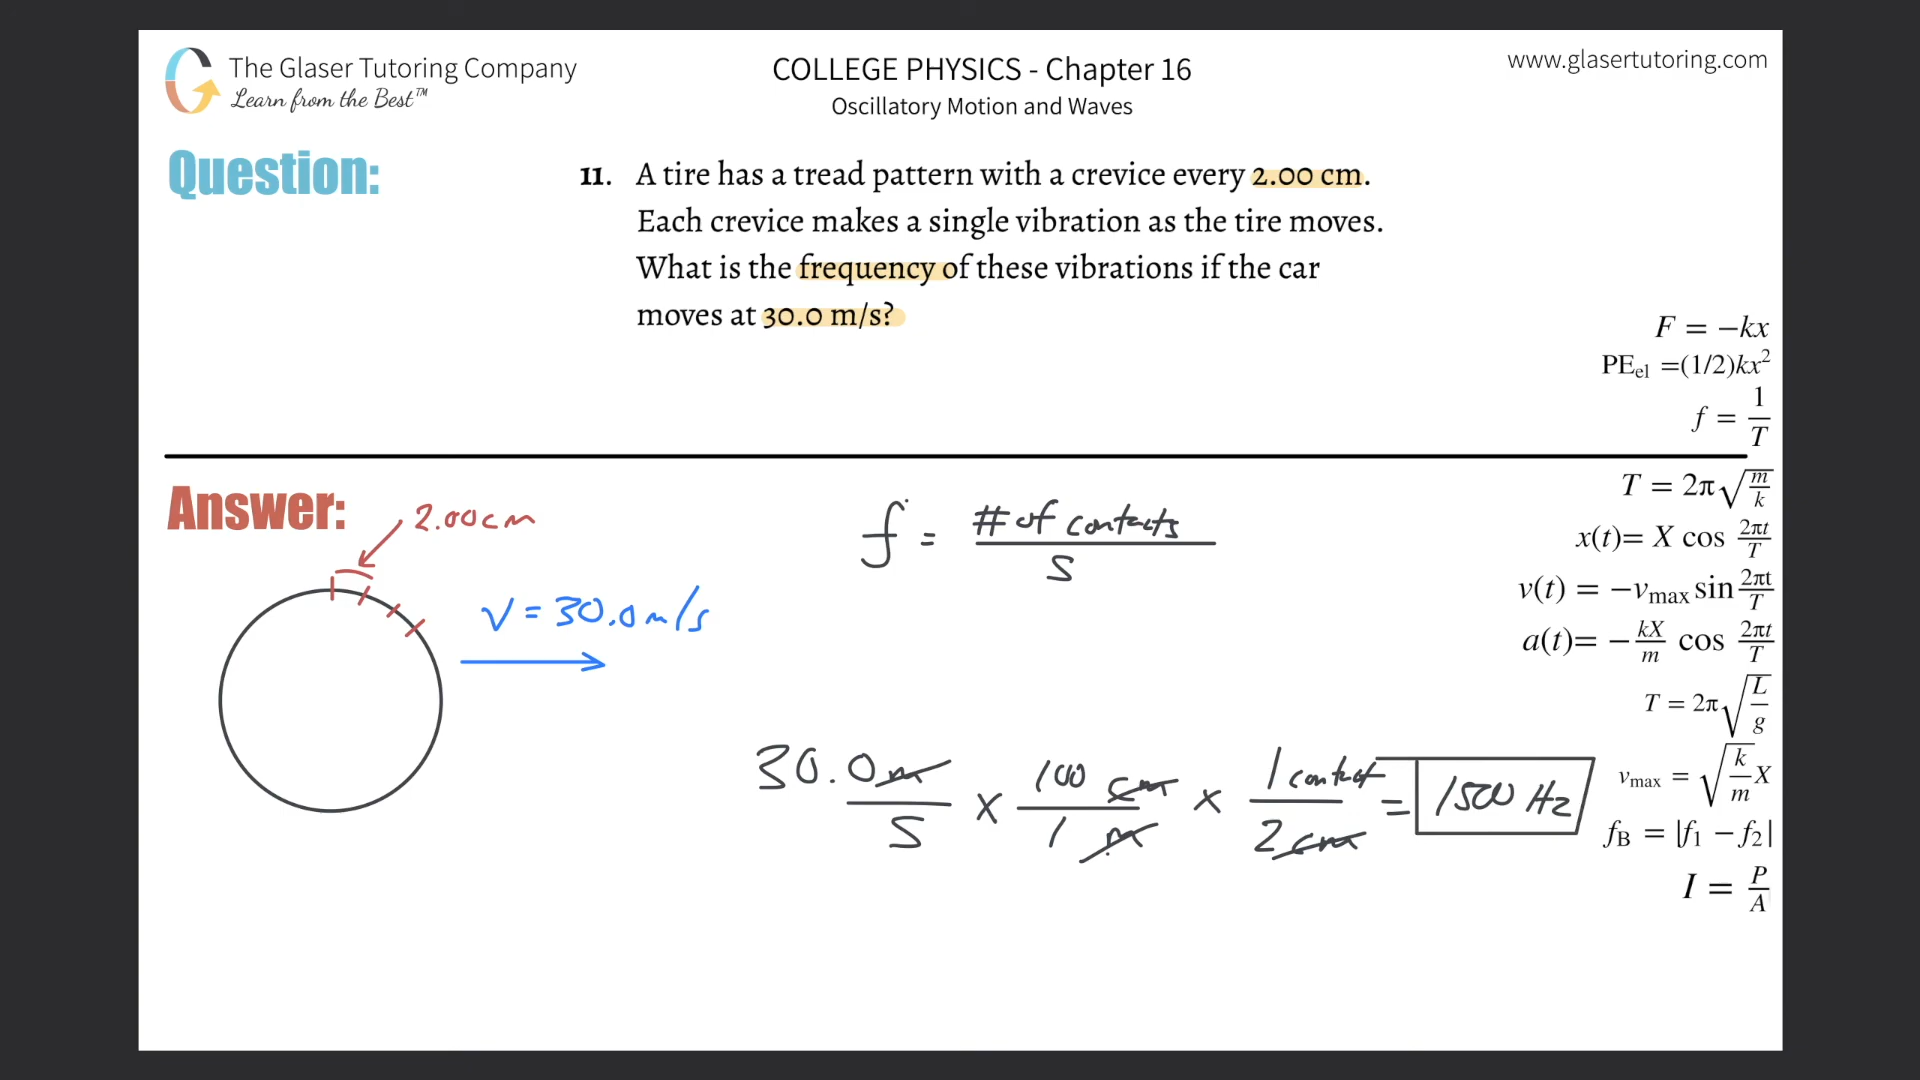 The Glaser Tutoring Company
Learn from the Best™
COLLEGE PHYSICS - Chapter 16
Oscillatory Motion and Waves
www.glasertutoring.com
Question:
11. A tire has a tread pattern with a crevice every 2.00 cm.
Each crevice makes a single vibration as the tire moves.
What is the frequency of these vibrations if the car
moves at 30.0 m/s?
F = −kx
PEel =(1/2)kx²
f = 1/T
Answer:
2.00cm
V = 30.0m/s
f = # of contacts / s
30.0m/s x 100 cm/1 m x 1 contact/2 cm = 1500 Hz
T = 2π√(m/k)
x(t)= X cos 2πt/T
v(t) = −vmax sin 2πt/T
a(t)= − kX/m cos 2πt/T
T = 2π√(L/g)
vmax = √(k/m)X
fB = |f1 − f2|
I = P/A